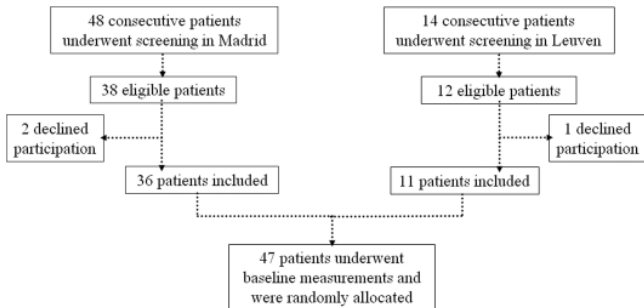 48 consecutive patients
underwent screening in Madrid
14 consecutive patients
underwent screening in Leuven
38 eligible patients
12 eligible patients
2 declined
participation
1 declined
participation
36 patients included
11 patients included
47 patients underwent
baseline measurements and
were randomly allocated